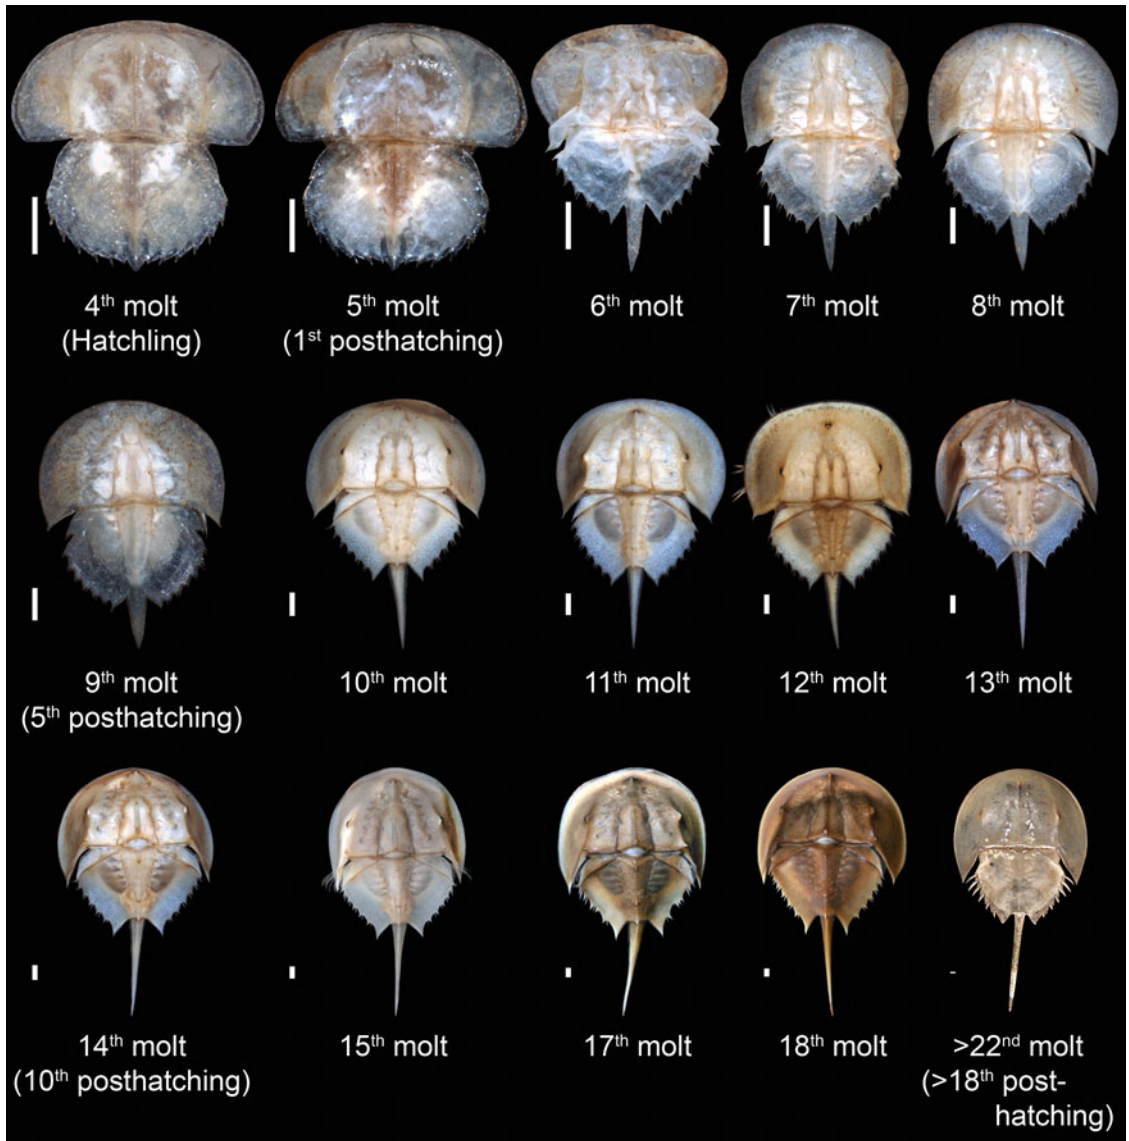 4th molt
(Hatchling)
5th molt
(1st posthatching)
6th molt
7th molt
8th molt
9th molt
(5th posthatching)
10th molt
11th molt
12th molt
13th molt
14th molt
(10th posthatching)
15th molt
17th molt
18th molt
>22nd molt
(>18th post-
hatching)